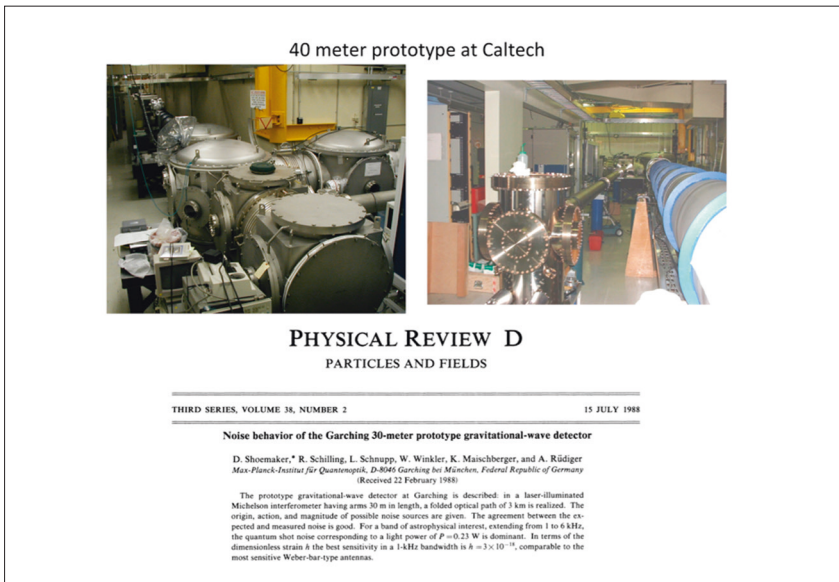 40 meter prototype at Caltech
PHYSICAL REVIEW D
PARTICLES AND FIELDS
THIRD SERIES, VOLUME 38, NUMBER 2 15 JULY 1988
Noise behavior of the Garching 30-meter prototype gravitational-wave detector
D. Shoemaker,* R. Schilling, L. Schnupp, W. Winkler, K. Maischberger, and A. Rüdiger
Max-Planck-Institut für Quantenoptik, D-8046 Garching bei München, Federal Republic of Germany
(Received 22 February 1988)
The prototype gravitational-wave detector at Garching is described: in a laser-illuminated
Michelson interferometer having arms 30 m in length, a folded optical path of 3 km is realized. The
origin, action, and magnitude of possible noise sources are given. The agreement between the ex-
pected and measured noise is good. For a band of astrophysical interest, extending from 1 to 6 kHz,
the quantum shot noise corresponding to a light power of P=0.23 W is dominant. In terms of the
dimensionless strain h the best sensitivity in a 1-kHz bandwidth is h=3×10⁻¹⁸, comparable to the
most sensitive Weber-bar-type antennas.